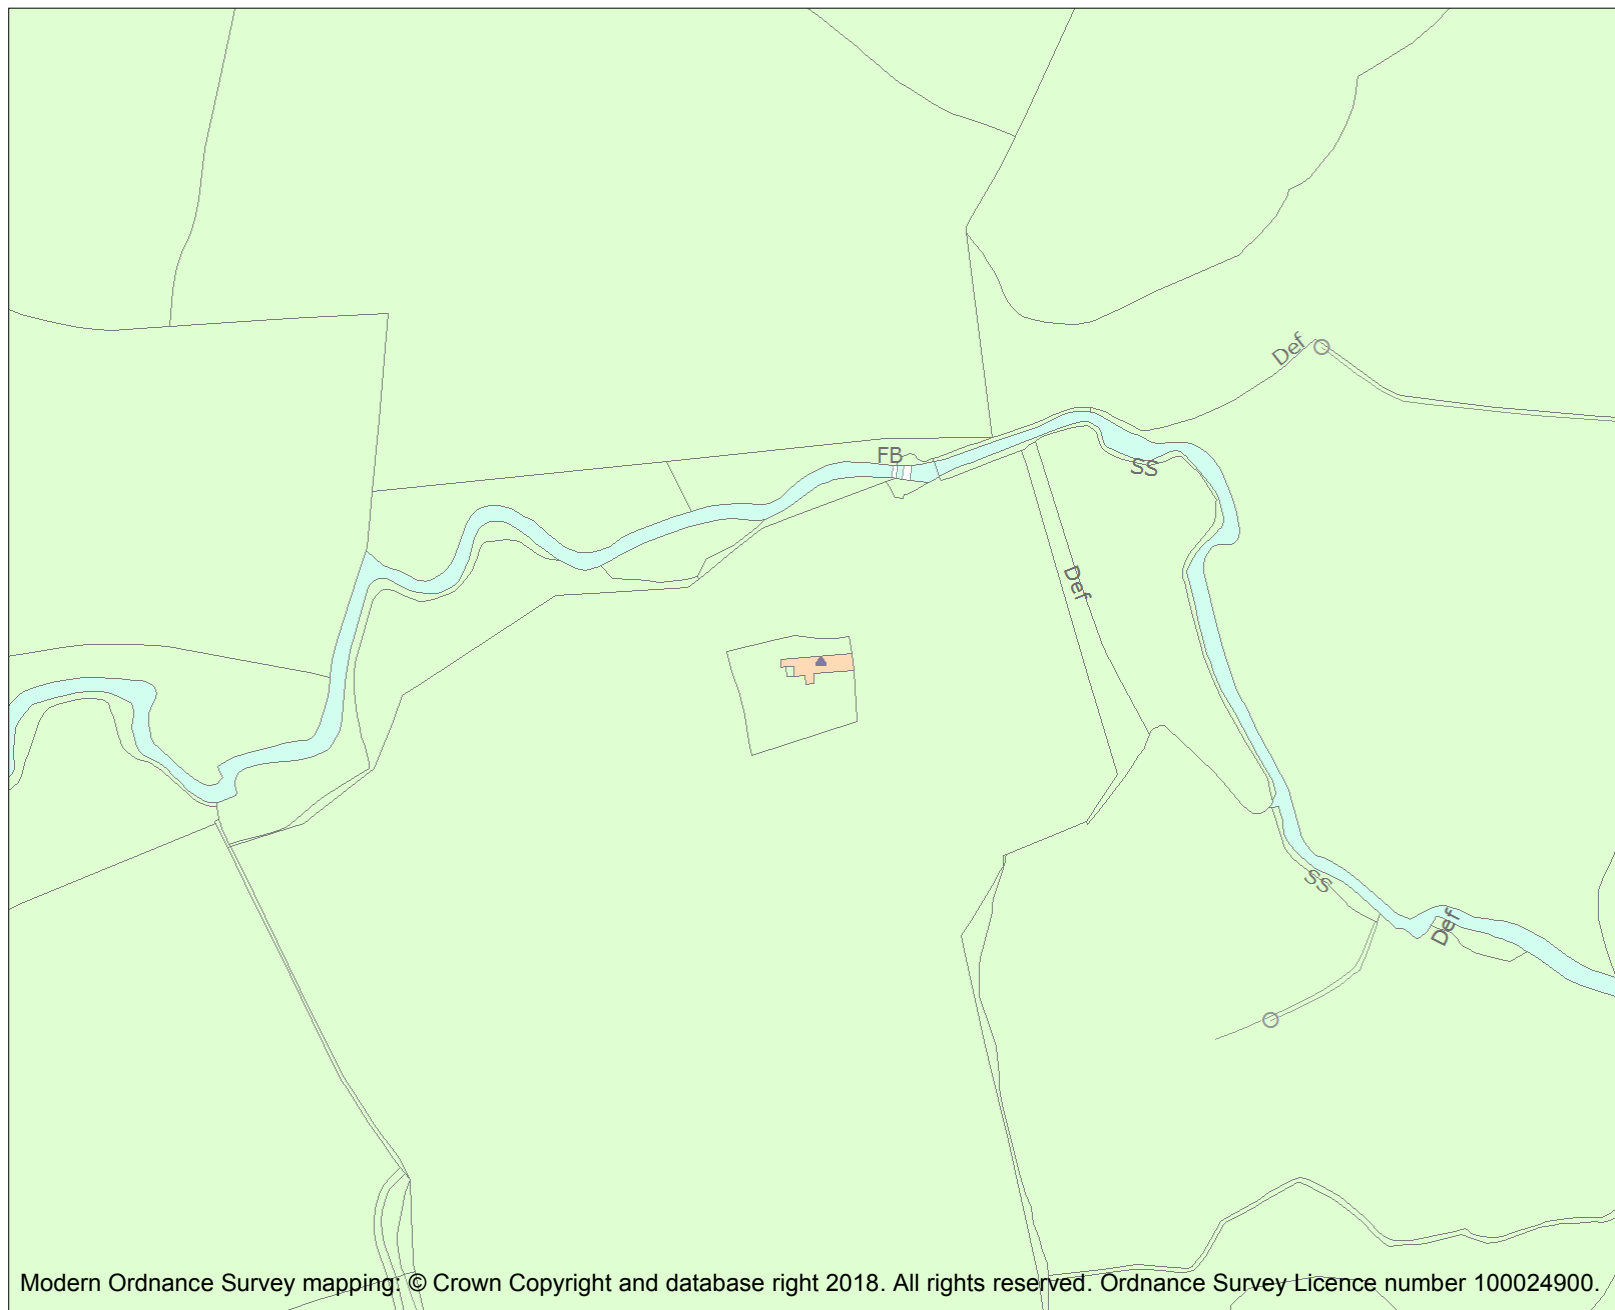 Def
FB
SS
Def
SS
Def
Modern Ordnance Survey mapping: © Crown Copyright and database right 2018. All rights reserved. Ordnance Survey Licence number 100024900.